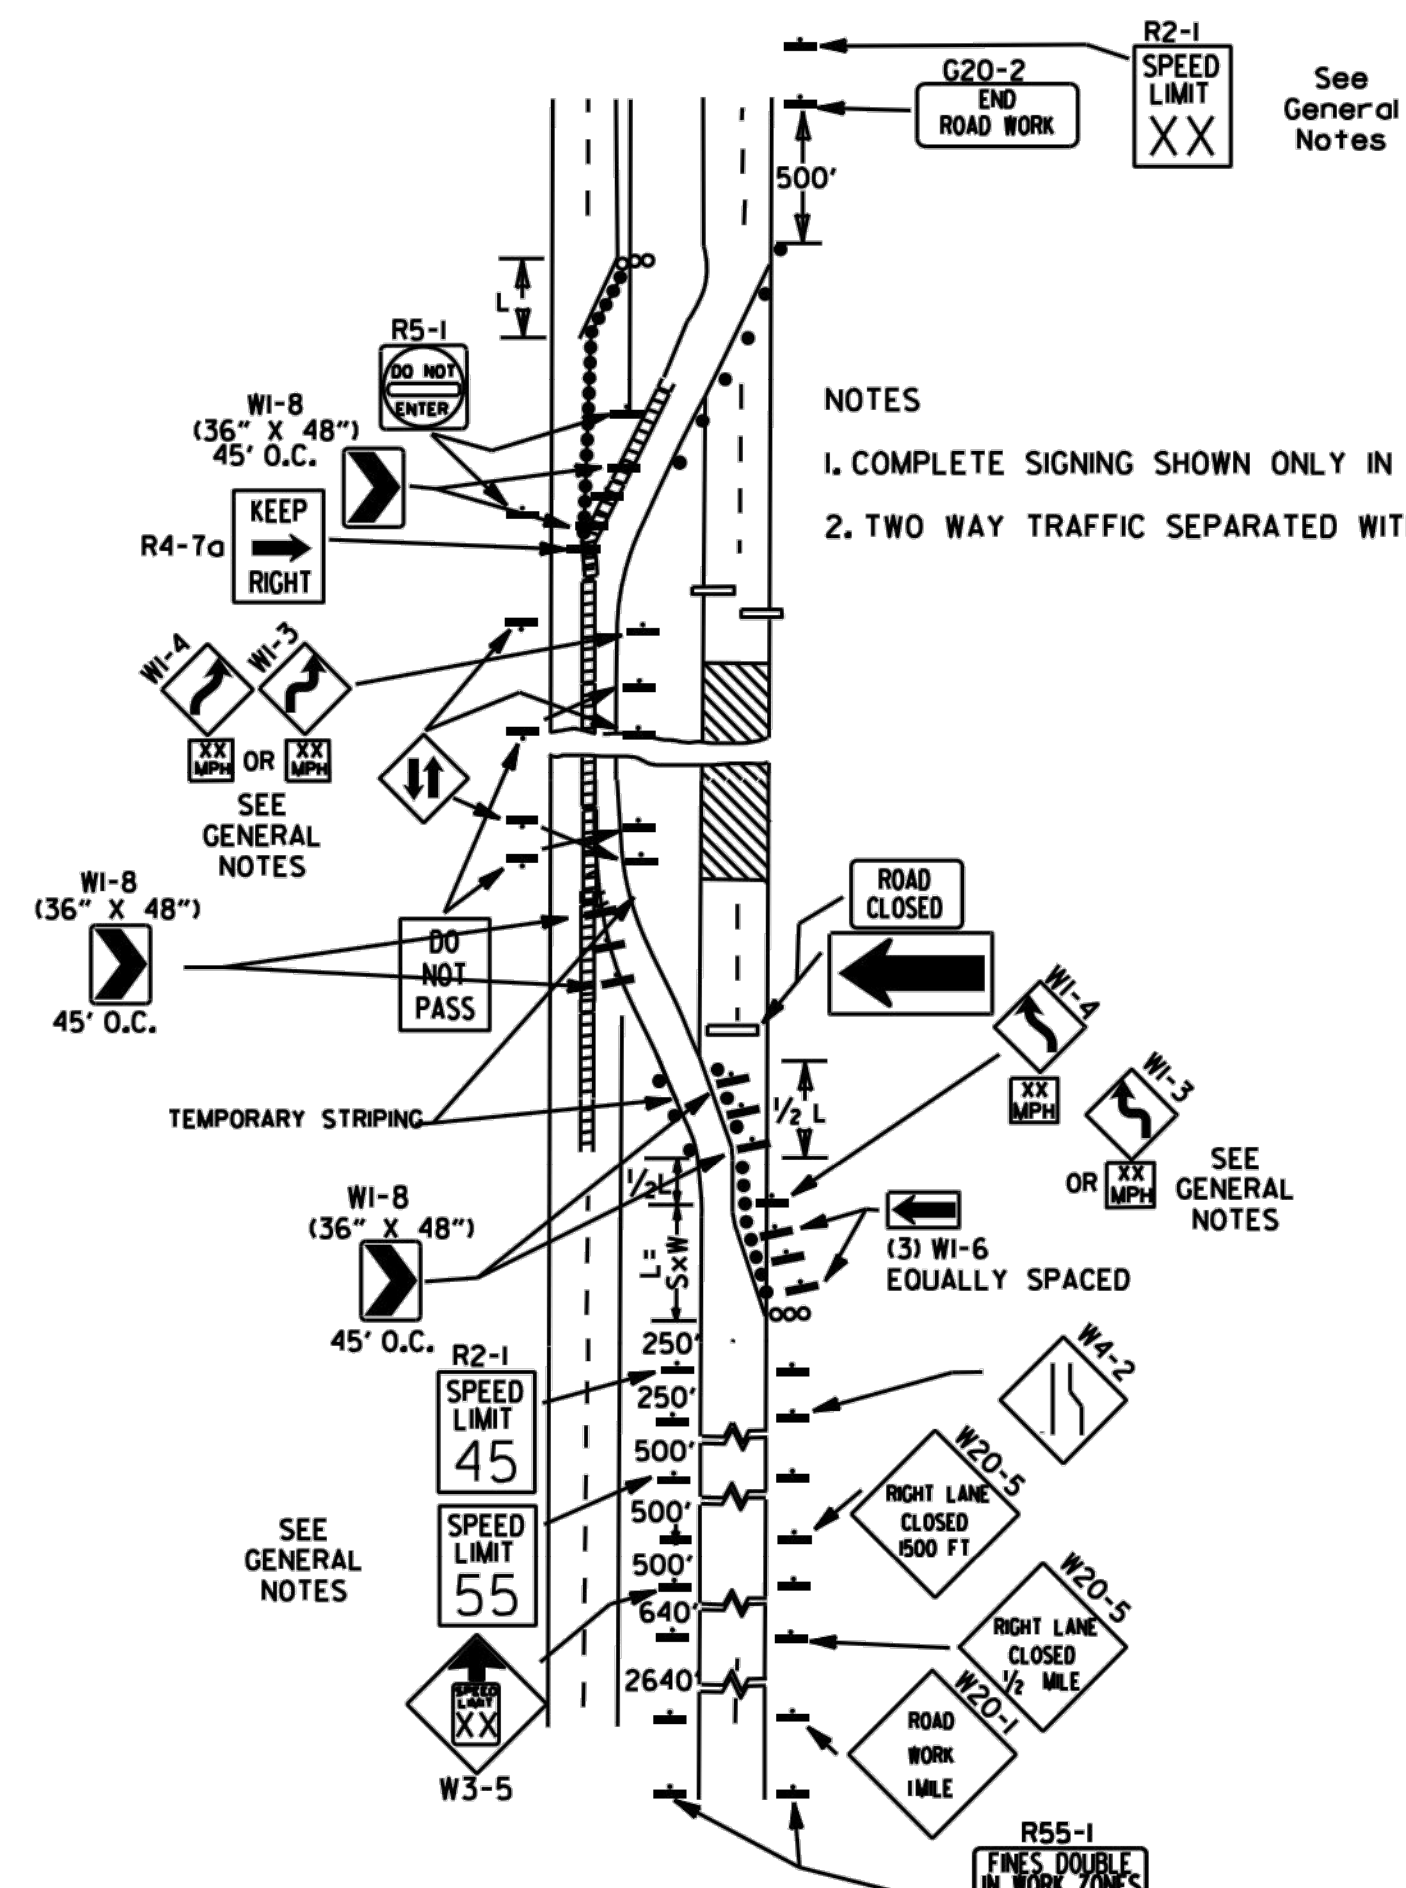 R2-1
SPEED
LIMIT
XX
See
General
Notes
G20-2
END
ROAD WORK
500'
L
R5-1
DO NOT
ENTER
W1-8
(36" X 48")
45' O.C.
KEEP
RIGHT
R4-7a
NOTES
1. COMPLETE SIGNING SHOWN ONLY IN
2. TWO WAY TRAFFIC SEPARATED WIT
W1-4
W1-3
XX
MPH
OR
XX
MPH
SEE
GENERAL
NOTES
W1-8
(36" X 48")
45' O.C.
DO
NOT
PASS
ROAD
CLOSED
W1-4
XX
MPH
W1-3
OR
XX
MPH
SEE
GENERAL
NOTES
TEMPORARY STRIPING
1/2 L
1/2L
W1-8
(36" X 48")
45' O.C.
L=
SxW
(3) W1-6
EQUALLY SPACED
250'
R2-1
SPEED
LIMIT
45
250'
W4-2
500'
W20-5
RIGHT LANE
CLOSED
1500 FT
500'
SPEED
LIMIT
55
SEE
GENERAL
NOTES
500'
640'
W20-5
RIGHT LANE
CLOSED
1/2 MILE
2640'
SPEED
LIMIT
XX
W3-5
W20-1
ROAD
WORK
1 MILE
R55-1
FINES DOUBLE
IN WORK ZONES